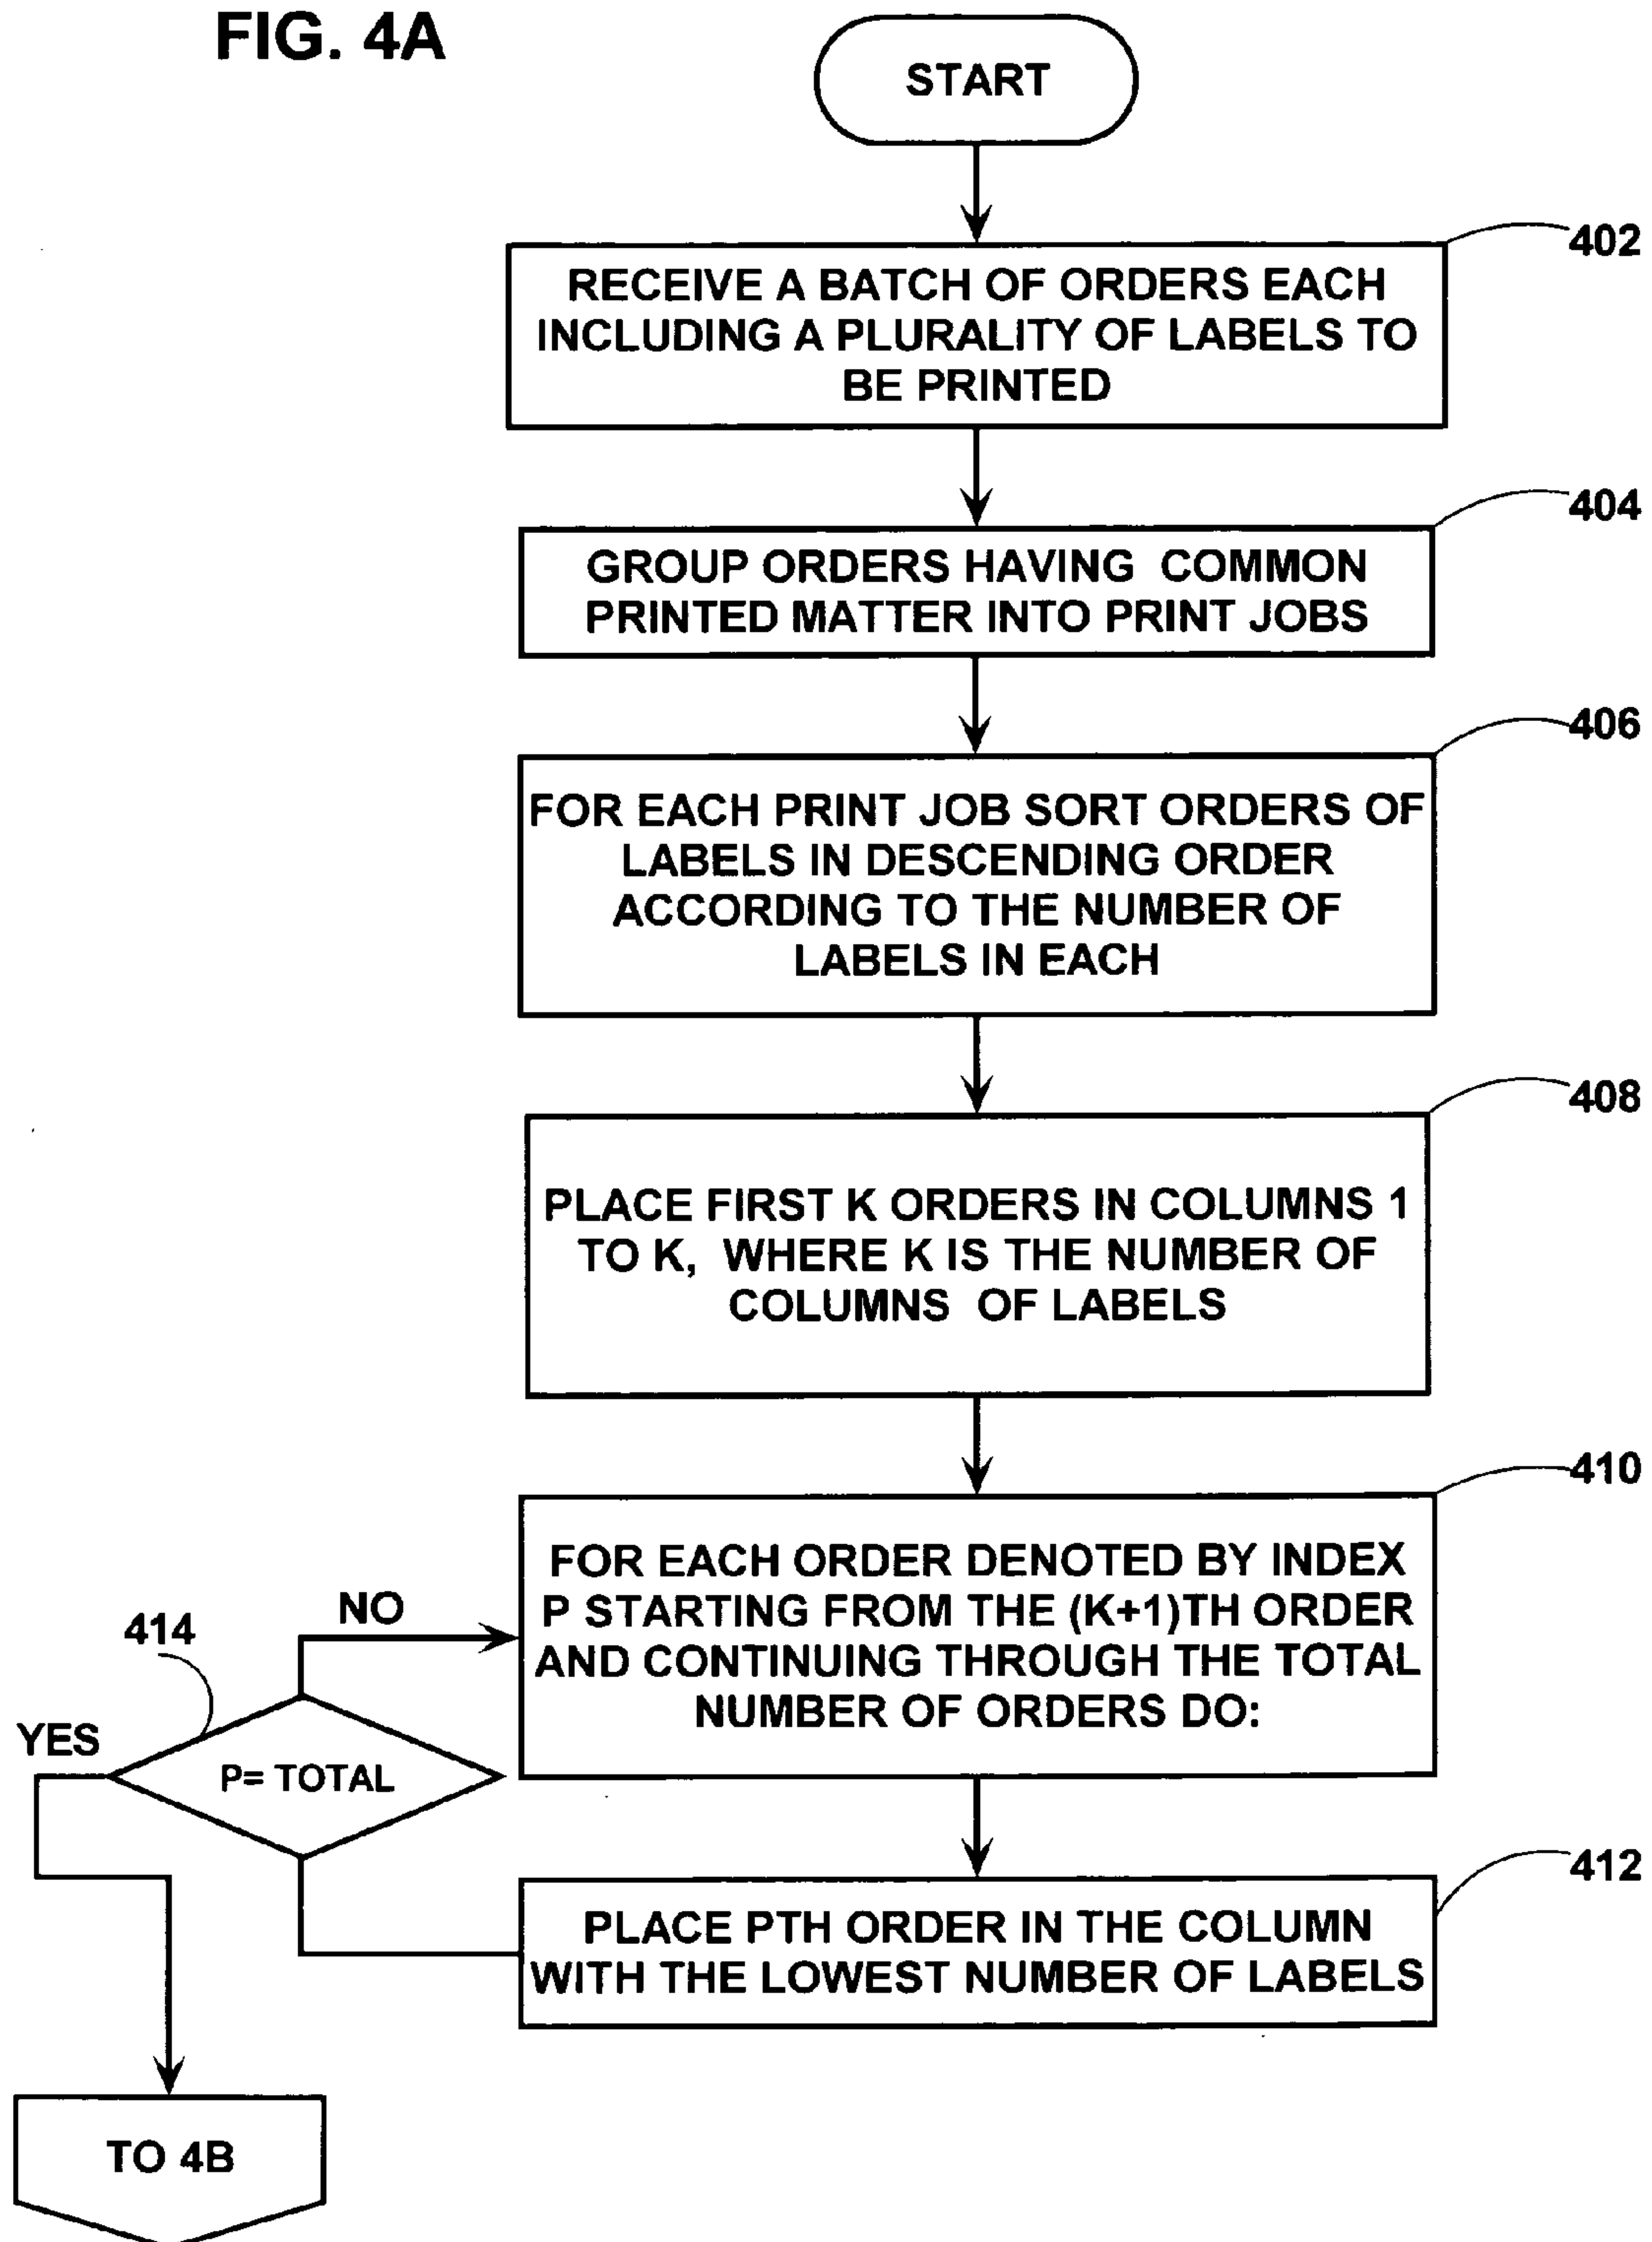 FIG. 4A
START
402
RECEIVE A BATCH OF ORDERS EACH
INCLUDING A PLURALITY OF LABELS TO
BE PRINTED
404
GROUP ORDERS HAVING COMMON
PRINTED MATTER INTO PRINT JOBS
406
FOR EACH PRINT JOB SORT ORDERS OF
LABELS IN DESCENDING ORDER
ACCORDING TO THE NUMBER OF
LABELS IN EACH
408
PLACE FIRST K ORDERS IN COLUMNS 1
TO K, WHERE K IS THE NUMBER OF
COLUMNS OF LABELS
410
FOR EACH ORDER DENOTED BY INDEX
P STARTING FROM THE (K+1)TH ORDER
AND CONTINUING THROUGH THE TOTAL
NUMBER OF ORDERS DO:
NO
414
YES
P= TOTAL
412
PLACE PTH ORDER IN THE COLUMN
WITH THE LOWEST NUMBER OF LABELS
TO 4B